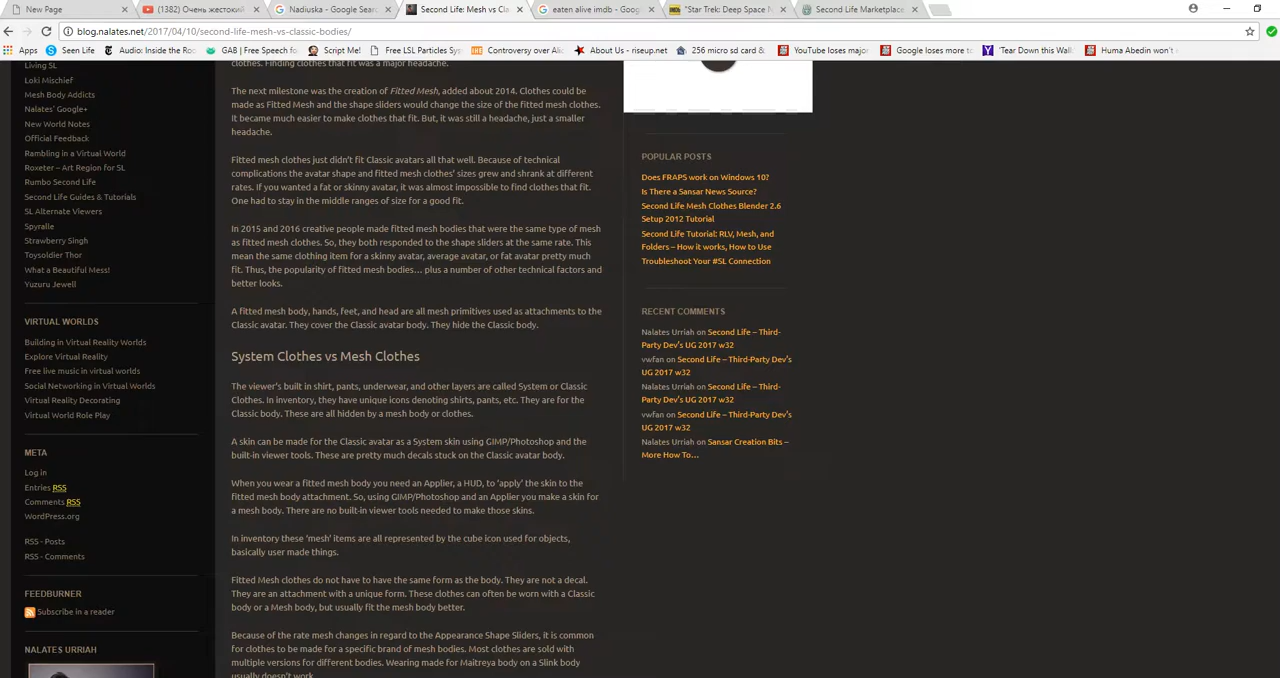 New Page
(1382) Очень жестокий
Nadiuska - Google Searc
Second Life: Mesh vs Cla
eaten alive imdb - Goog
"Star Trek: Deep Space N
Second Life Marketplace
blog.nalates.net/2017/04/10/second-life-mesh-vs-classic-bodies/
Apps
Seen Life
Audio: Inside the Roo
GAB | Free Speech fo
Script Me!
Free LSL Particles Sys
Controversy over Alic
About Us - riseup.net
256 micro sd card &
YouTube loses major
Google loses more to
'Tear Down this Wall'
Huma Abedin won't
Living SL
Loki Mischief
Mesh Body Addicts
Nalates' Google+
New World Notes
Official Feedback
Rambling in a Virtual World
Roxeter – Art Region for SL
Rumbo Second Life
Second Life Guides & Tutorials
SL Alternate Viewers
Spyralle
Strawberry Singh
Toysoldier Thor
What a Beautiful Mess!
Yuzuru Jewell
VIRTUAL WORLDS
Building in Virtual Reality Worlds
Explore Virtual Reality
Free live music in virtual worlds
Social Networking in Virtual Worlds
Virtual Reality Decorating
Virtual World Role Play
META
Log in
Entries RSS
Comments RSS
WordPress.org
RSS - Posts
RSS - Comments
FEEDBURNER
Subscribe in a reader
NALATES URRIAH
clothes. Finding clothes that fit was a major headache.
The next milestone was the creation of Fitted Mesh, added about 2014. Clothes could be
made as Fitted Mesh and the shape sliders would change the size of the fitted mesh clothes.
It became much easier to make clothes that fit. But, it was still a headache, just a smaller
headache.
Fitted mesh clothes just didn't fit Classic avatars all that well. Because of technical
complications the avatar shape and fitted mesh clothes' sizes grew and shrank at different
rates. If you wanted a fat or skinny avatar, it was almost impossible to find clothes that fit.
One had to stay in the middle ranges of size for a good fit.
In 2015 and 2016 creative people made fitted mesh bodies that were the same type of mesh
as fitted mesh clothes. So, they both responded to the shape sliders at the same rate. This
mean the same clothing item for a skinny avatar, average avatar, or fat avatar pretty much
fit. Thus, the popularity of fitted mesh bodies… plus a number of other technical factors and
better looks.
A fitted mesh body, hands, feet, and head are all mesh primitives used as attachments to the
Classic avatar. They cover the Classic avatar body. They hide the Classic body.
System Clothes vs Mesh Clothes
The viewer's built in shirt, pants, underwear, and other layers are called System or Classic
Clothes. In inventory, they have unique icons denoting shirts, pants, etc. They are for the
Classic body. These are all hidden by a mesh body or clothes.
A skin can be made for the Classic avatar as a System skin using GIMP/Photoshop and the
built-in viewer tools. These are pretty much decals stuck on the Classic avatar body.
When you wear a fitted mesh body you need an Applier, a HUD, to 'apply' the skin to the
fitted mesh body attachment. So, using GIMP/Photoshop and an Applier you make a skin for
a mesh body. There are no built-in viewer tools needed to make those skins.
In inventory these 'mesh' items are all represented by the cube icon used for objects,
basically user made things.
Fitted Mesh clothes do not have to have the same form as the body. They are not a decal.
They are an attachment with a unique form. These clothes can often be worn with a Classic
body or a Mesh body, but usually fit the mesh body better.
Because of the rate mesh changes in regard to the Appearance Shape Sliders, it is common
for clothes to be made for a specific brand of mesh bodies. Most clothes are sold with
multiple versions for different bodies. Wearing made for Maitreya body on a Slink body
usually doesn't work.
POPULAR POSTS
Does FRAPS work on Windows 10?
Is There a Sansar News Source?
Second Life Mesh Clothes Blender 2.6
Setup 2012 Tutorial
Second Life Tutorial: RLV, Mesh, and
Folders – How it works, How to Use
Troubleshoot Your #SL Connection
RECENT COMMENTS
Nalates Urriah on Second Life – Third-
Party Dev's UG 2017 w32
vwfan on Second Life – Third-Party Dev's
UG 2017 w32
Nalates Urriah on Second Life – Third-
Party Dev's UG 2017 w32
vwfan on Second Life – Third-Party Dev's
UG 2017 w32
Nalates Urriah on Sansar Creation Bits –
More How To…